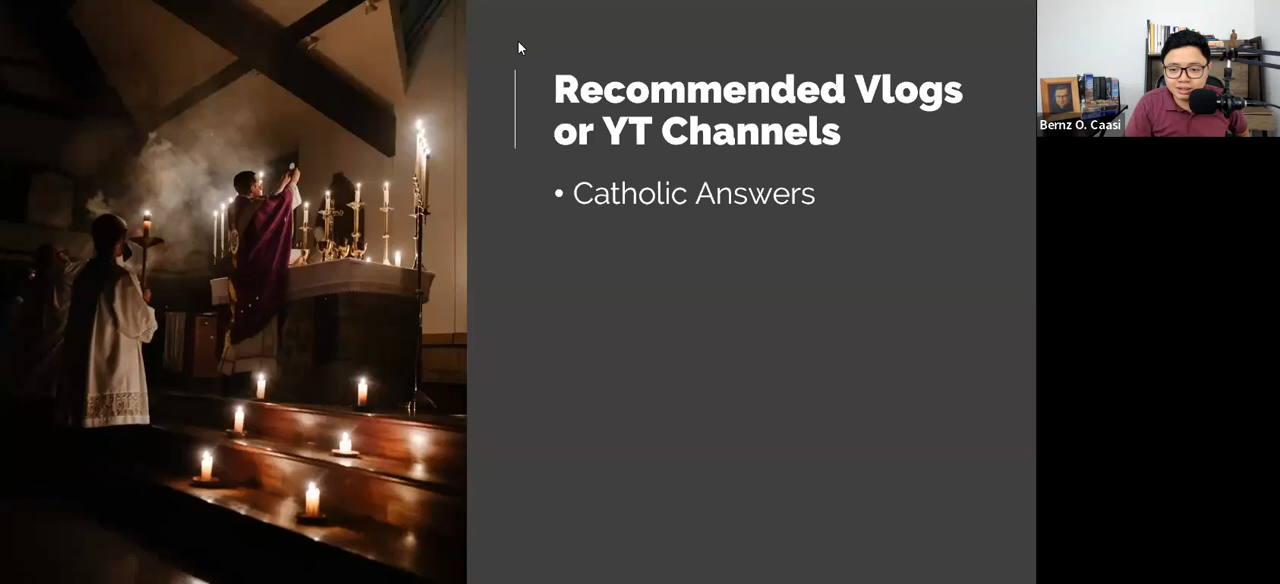 Recommended Vlogs
or YT Channels
• Catholic Answers
Bernz O. Caasi